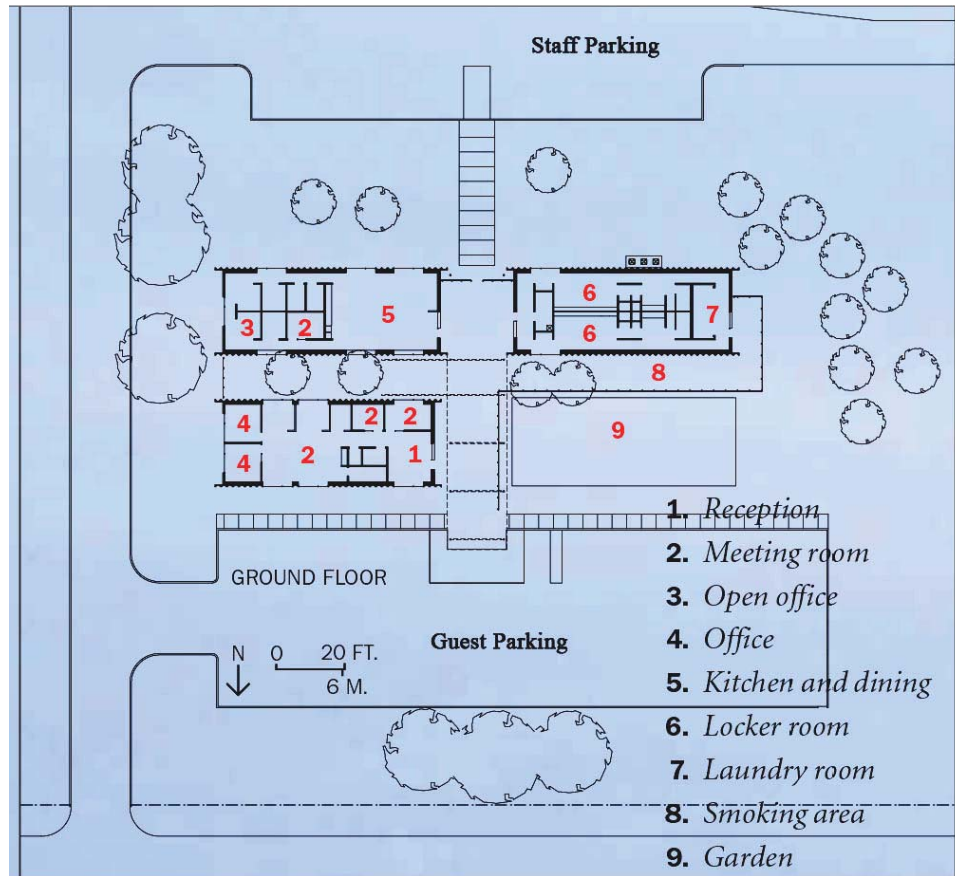 Staff Parking
6
3
2
5
7
6
8
4
2
2
9
2
1
4
1. Reception
2. Meeting room
GROUND FLOOR
3. Open office
Guest Parking
4. Office
N 0 20 FT.
6 M.
5. Kitchen and dining
6. Locker room
7. Laundry room
8. Smoking area
9. Garden